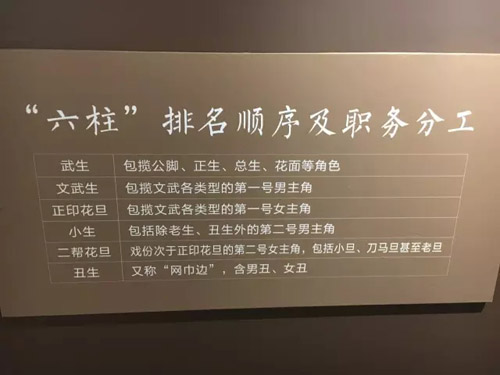 “六柱”排名顺序及职务分工
武生 包揽公脚、正生、总生、花面等角色
文武生 包揽文武各类型的第一号男主角
正印花旦 包揽文武各类型的第一号女主角
小生 包括除老生、丑生外的第二号男主角
二帮花旦 戏份次于正印花旦的第二号女主角，包括小旦、刀马旦甚至老旦
丑生 又称“网巾边”，含男丑、女丑